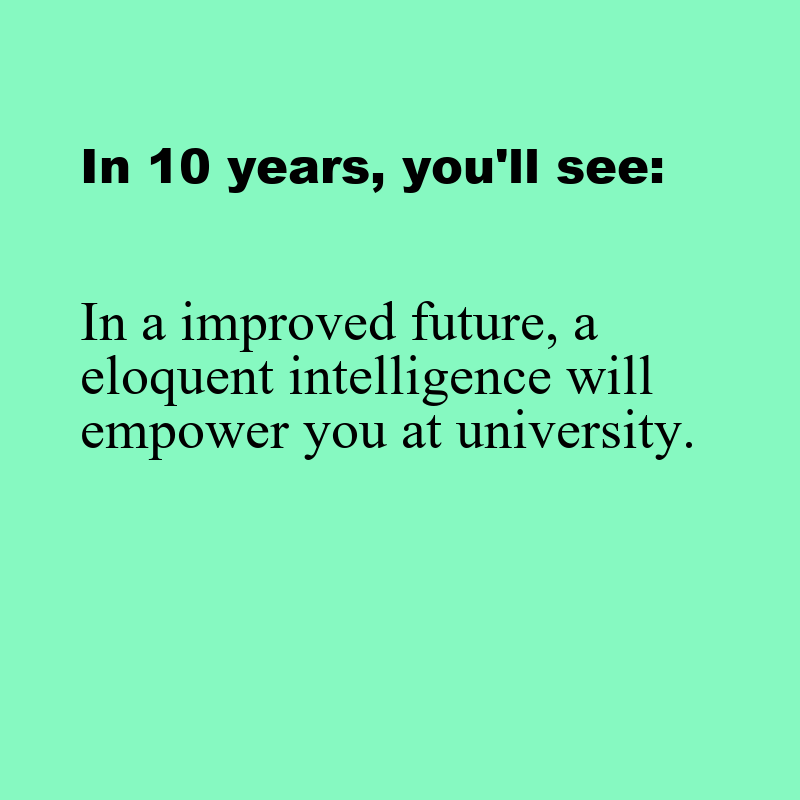 In 10 years, you'll see:
In a improved future, a
eloquent intelligence will
empower you at university.